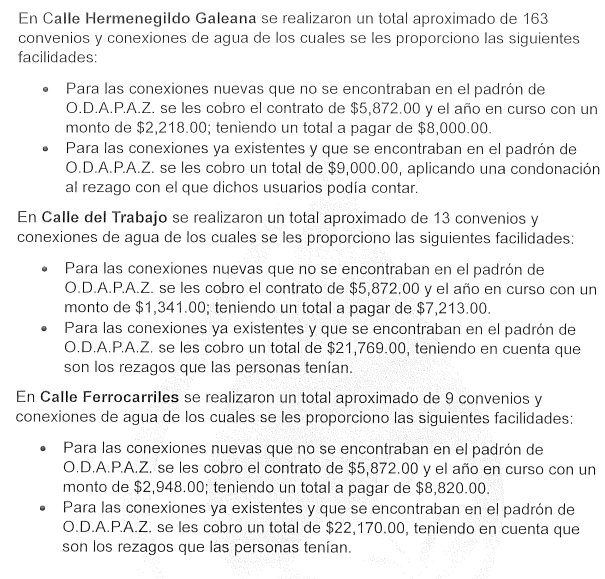 En Calle Hermenegildo Galeana se realizaron un total aproximado de 163
convenios y conexiones de agua de los cuales se les proporciono las siguientes
facilidades:
• Para las conexiones nuevas que no se encontraban en el padrón de
O.D.A.P.A.Z. se les cobro el contrato de $5,872.00 y el año en curso con un
monto de $2,218.00; teniendo un total a pagar de $8,000.00.
• Para las conexiones ya existentes y que se encontraban en el padrón de
O.D.A.P.A.Z. se les cobro un total de $9,000.00, aplicando una condonación
al rezago con el que dichos usuarios podía contar.
En Calle del Trabajo se realizaron un total aproximado de 13 convenios y
conexiones de agua de los cuales se les proporciono las siguientes facilidades:
• Para las conexiones nuevas que no se encontraban en el padrón de
O.D.A.P.A.Z. se les cobro el contrato de $5,872.00 y el año en curso con un
monto de $1,341.00; teniendo un total a pagar de $7,213.00.
• Para las conexiones ya existentes y que se encontraban en el padrón de
O.D.A.P.A.Z. se les cobro un total de $21,769.00, teniendo en cuenta que
son los rezagos que las personas tenían.
En Calle Ferrocarriles se realizaron un total aproximado de 9 convenios y
conexiones de agua de los cuales se les proporciono las siguientes facilidades:
• Para las conexiones nuevas que no se encontraban en el padrón de
O.D.A.P.A.Z. se les cobro el contrato de $5,872.00 y el año en curso con un
monto de $2,948.00; teniendo un total a pagar de $8,820.00.
• Para las conexiones ya existentes y que se encontraban en el padrón de
O.D.A.P.A.Z. se les cobro un total de $22,170.00, teniendo en cuenta que
son los rezagos que las personas tenían.